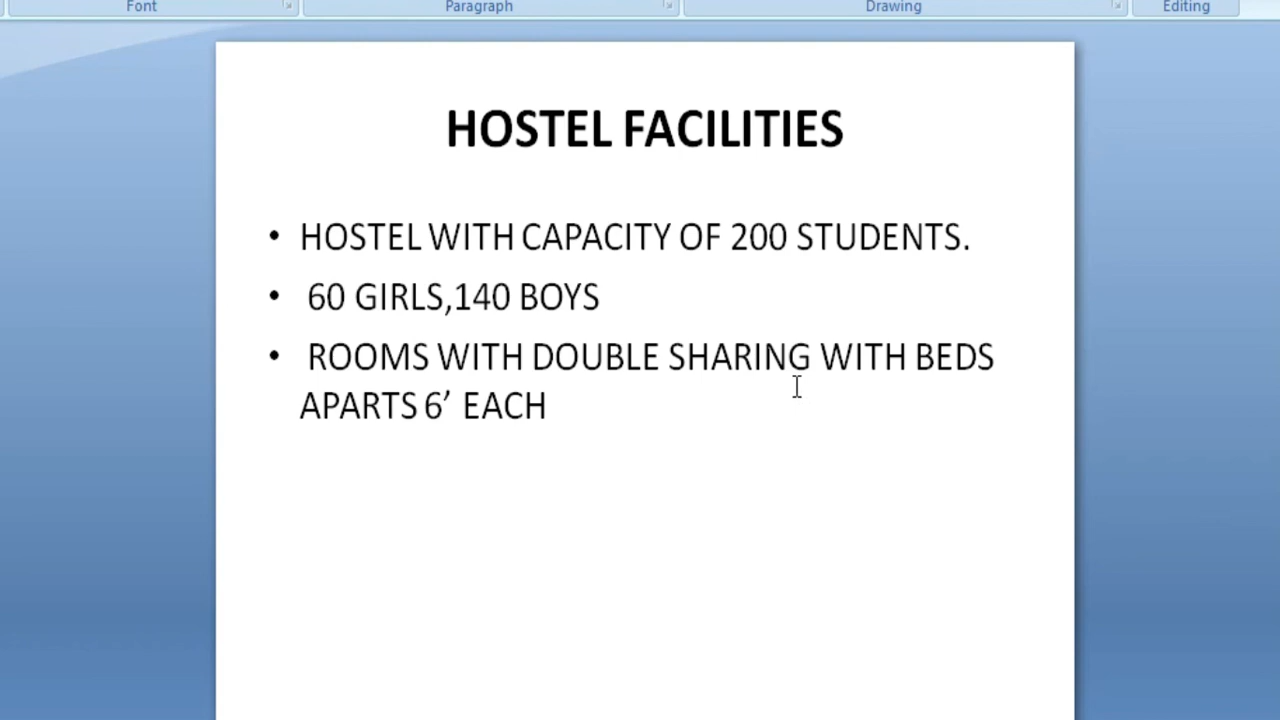 Font Paragraph Drawing Editing
HOSTEL FACILITIES
• HOSTEL WITH CAPACITY OF 200 STUDENTS.
• 60 GIRLS,140 BOYS
• ROOMS WITH DOUBLE SHARING WITH BEDS
APARTS 6’ EACH